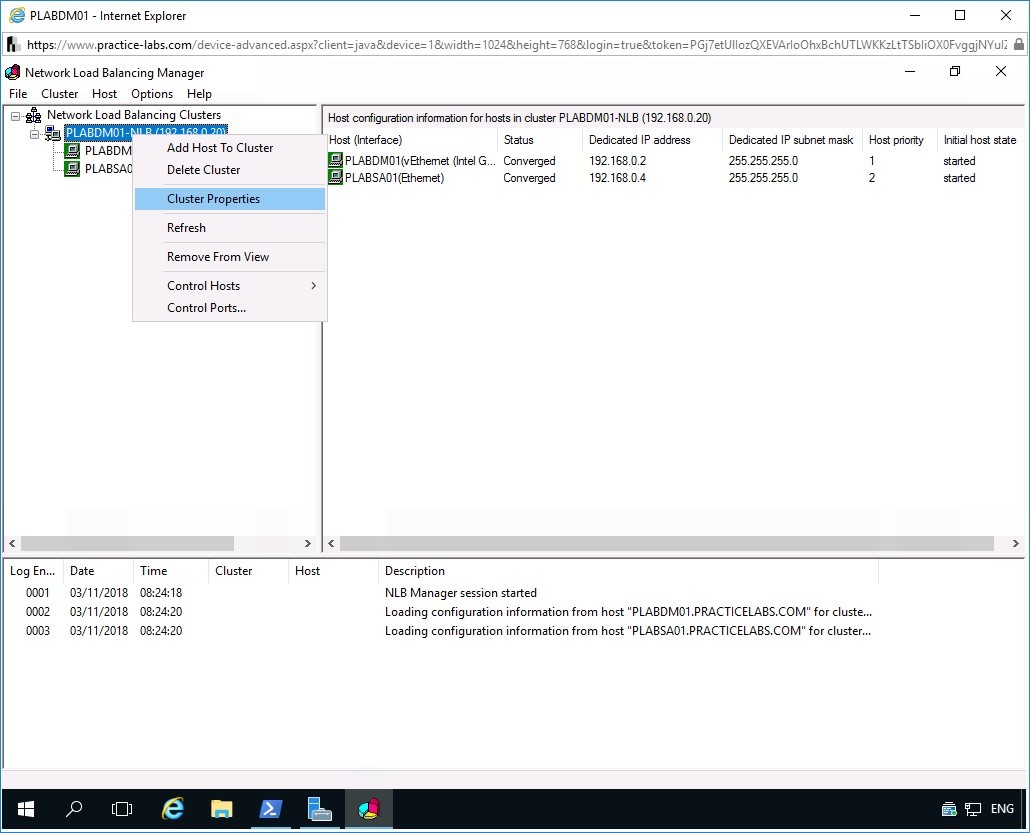 PLABDM01 - Internet Explorer
https://www.practice-labs.com/device-advanced.aspx?client=java&device=1&width=1024&height=768&login=true&token=
Network Load Balancing Manager
File Cluster Host Options Help
Network Load Balancing Clusters
PLABDM01-NLB (192.168.0.20)
PLABDM
PLABSA0
Add Host To Cluster
Delete Cluster
Cluster Properties
Refresh
Remove From View
Control Hosts
Control Ports...
Host configuration information for hosts in cluster PLABDM01-NLB (192.168.0.20)
Host (Interface) Status Dedicated IP address Dedicated IP subnet mask Host priority Initial host state
PLABDM01(vEthernet (Intel G... Converged 192.168.0.2 255.255.255.0 1 started
PLABSA01(Ethernet) Converged 192.168.0.4 255.255.255.0 2 started
Log En... Date Time Cluster Host Description
0001 03/11/2018 08:24:18 NLB Manager session started
0002 03/11/2018 08:24:20 Loading configuration information from host "PLABDM01.PRACTICELABS.COM" for cluste...
0003 03/11/2018 08:24:20 Loading configuration information from host "PLABSA01.PRACTICELABS.COM" for cluster...
ENG